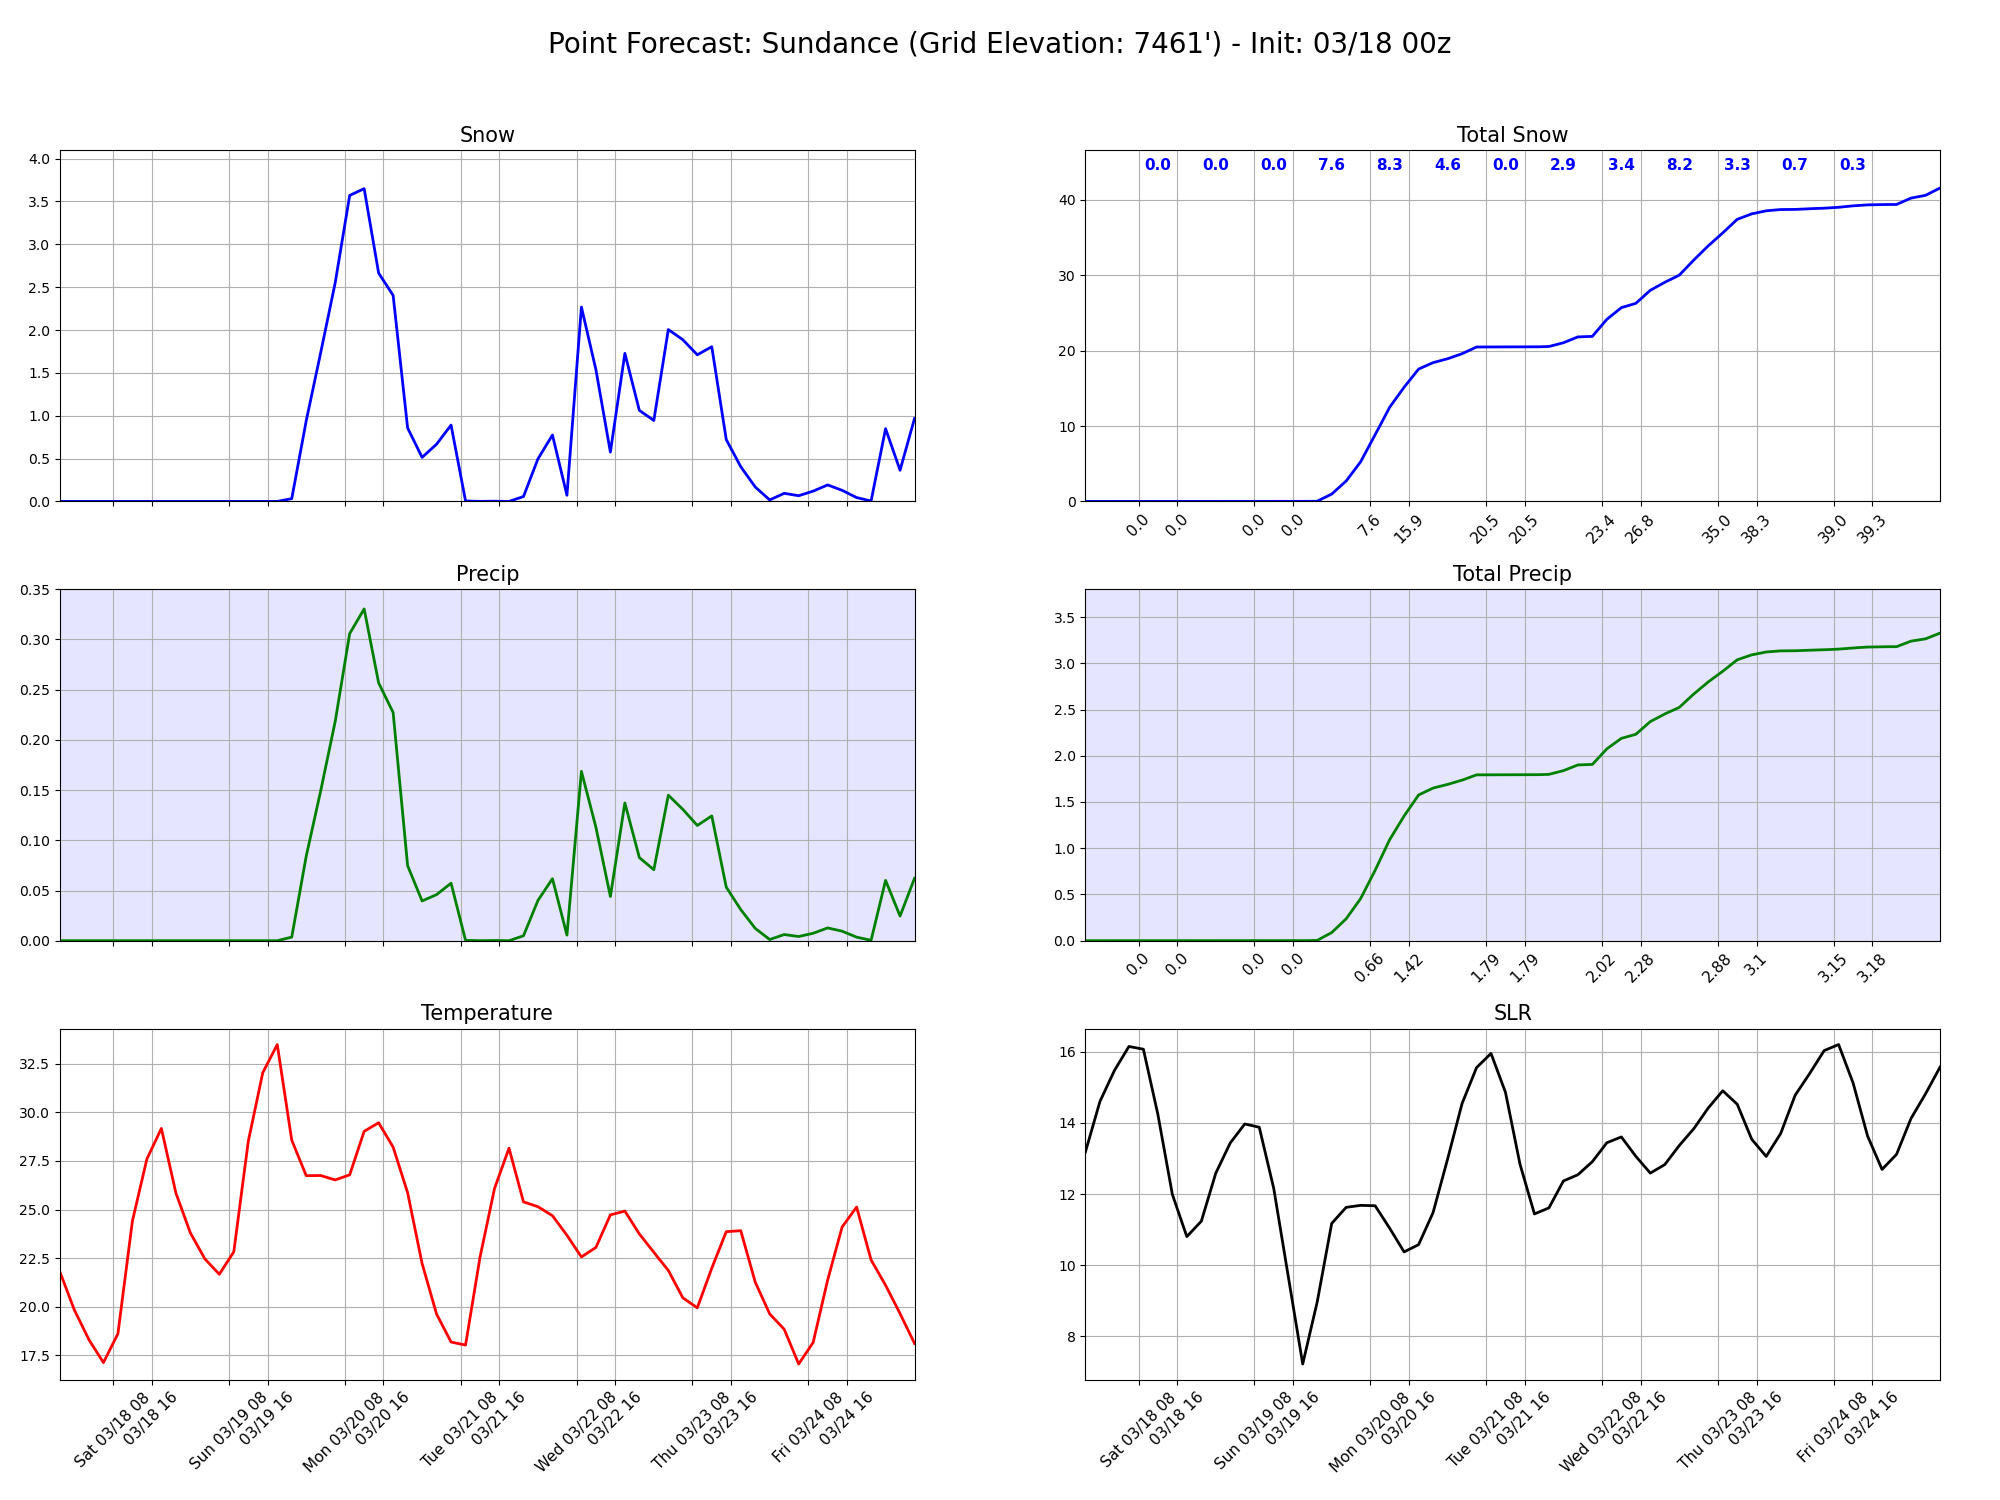 Point Forecast: Sundance (Grid Elevation: 7461') - Init: 03/18 00z
Snow
4.0
3.5
3.0
2.5
2.0
1.5
1.0
0.5
0.0
Total Snow
0.0 0.0 0.0 7.6 8.3 4.6 0.0 2.9 3.4 8.2 3.3 0.7 0.3
40
30
20
10
0
0.0 0.0 0.0 0.0 7.6 15.9 20.5 20.5 23.4 26.8 35.0 38.3 39.0 39.3
Precip
0.35
0.30
0.25
0.20
0.15
0.10
0.05
0.00
Total Precip
3.5
3.0
2.5
2.0
1.5
1.0
0.5
0.0
0.0 0.0 0.0 0.0 0.66 1.42 1.79 1.79 2.02 2.28 2.88 3.1 3.15 3.18
Temperature
32.5
30.0
27.5
25.0
22.5
20.0
17.5
Sat 03/18 08
03/18 16
Sun 03/19 08
03/19 16
Mon 03/20 08
03/20 16
Tue 03/21 08
03/21 16
Wed 03/22 08
03/22 16
Thu 03/23 08
03/23 16
Fri 03/24 08
03/24 16
SLR
16
14
12
10
8
Sat 03/18 08
03/18 16
Sun 03/19 08
03/19 16
Mon 03/20 08
03/20 16
Tue 03/21 08
03/21 16
Wed 03/22 08
03/22 16
Thu 03/23 08
03/23 16
Fri 03/24 08
03/24 16